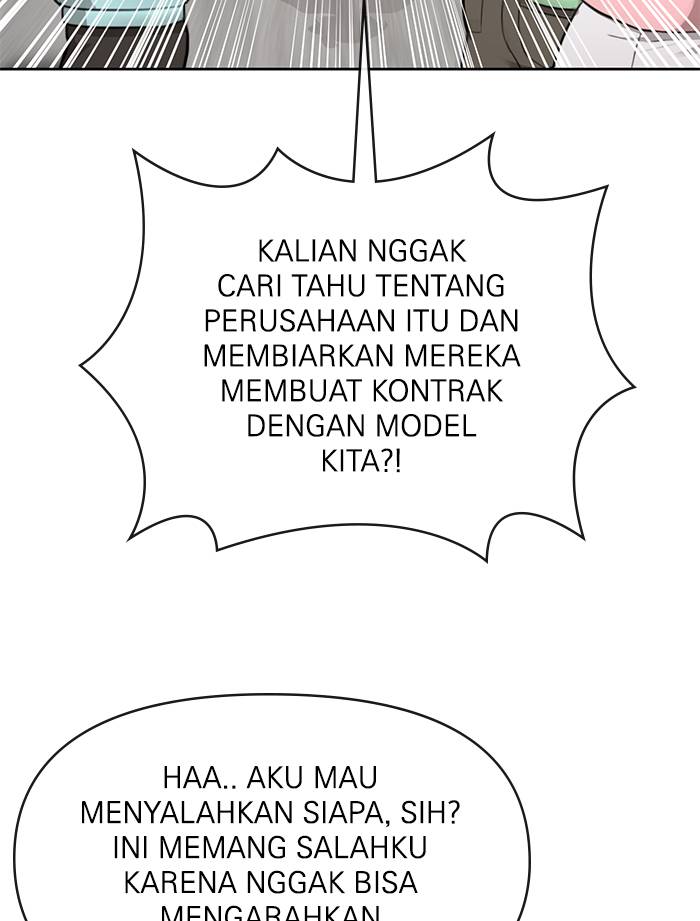 KALIAN NGGAK
CARI TAHU TENTANG
PERUSAHAAN ITU DAN
MEMBIARKAN MEREKA
MEMBUAT KONTRAK
DENGAN MODEL
KITA?!
HAA.. AKU MAU
MENYALAHKAN SIAPA, SIH?
INI MEMANG SALAHKU
KARENA NGGAK BISA
MENGARAHKAN